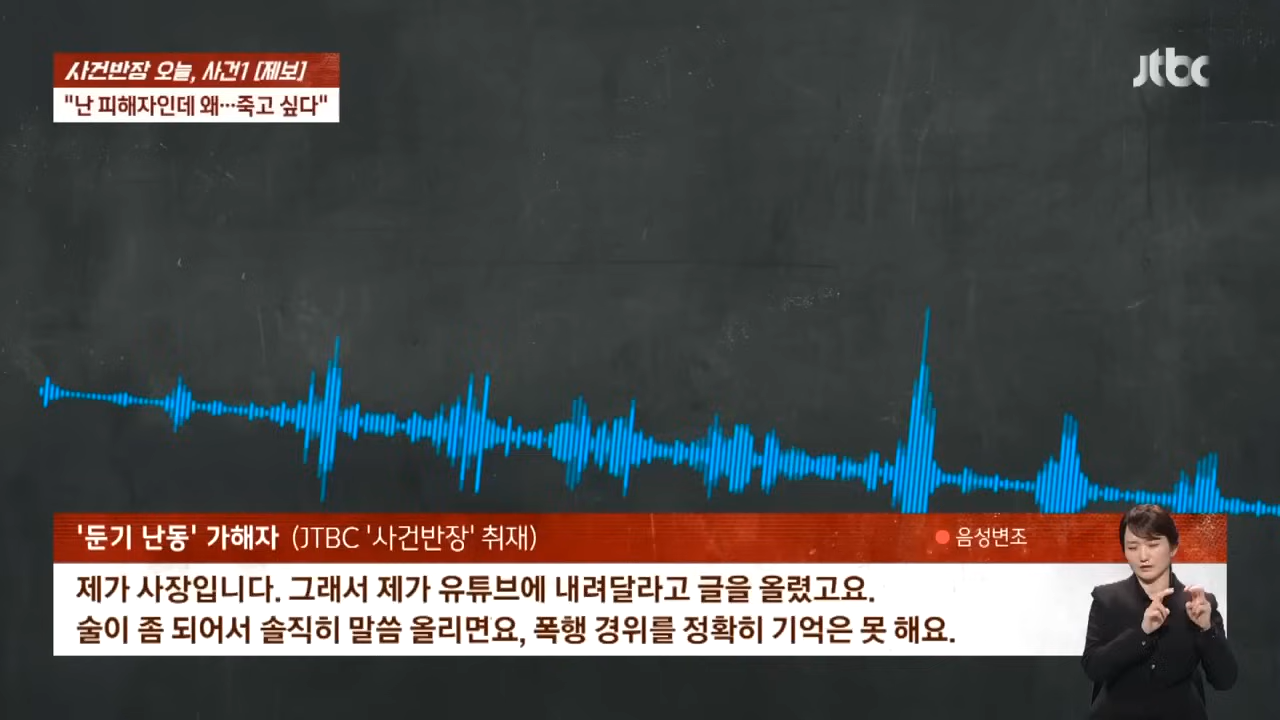 사건반장 오늘, 사건1 [제보]
"난 피해자인데 왜…죽고 싶다"
jtbc
'둔기 난동' 가해자 (JTBC '사건반장' 취재)
음성변조
제가 사장입니다. 그래서 제가 유튜브에 내려달라고 글을 올렸고요.
술이 좀 되어서 솔직히 말씀 올리면요, 폭행 경위를 정확히 기억은 못 해요.